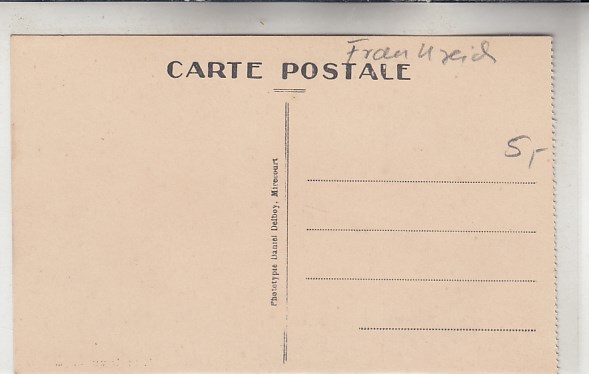 Frankreich
CARTE POSTALE
5,-
Phototypie Daniel Delboy, Mirecourt